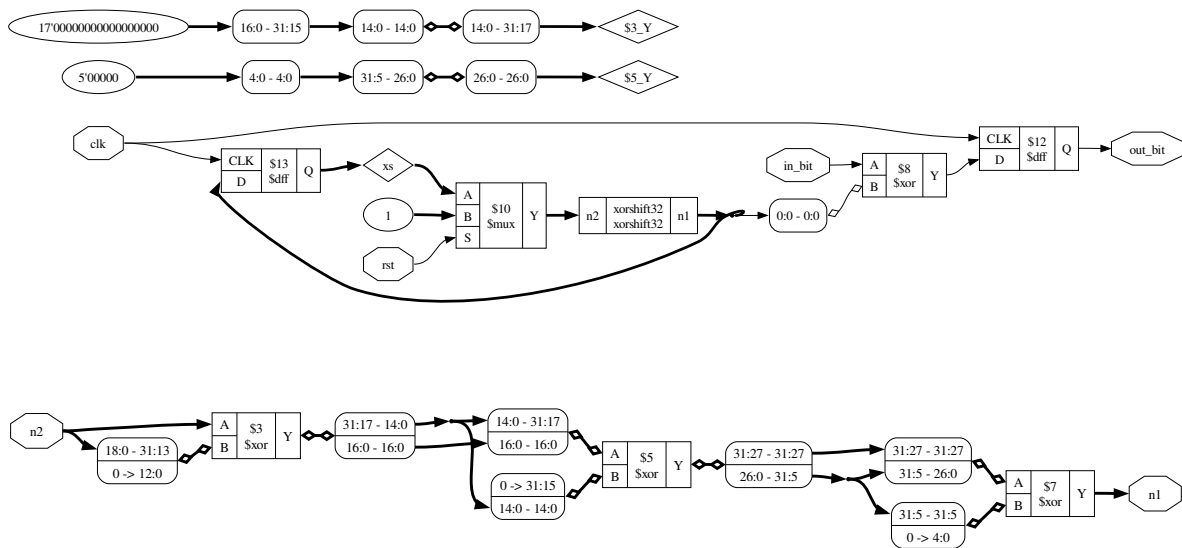 17'00000000000000000
16:0 - 31:15
14:0 - 14:0
14:0 - 31:17
$3_Y
5'00000
4:0 - 4:0
31:5 - 26:0
26:0 - 26:0
$5_Y
clk
CLK
D
$13
$dff
Q
xs
1
rst
A
B
S
$10
$mux
Y
n2
xorshift32
xorshift32
n1
0:0 - 0:0
in_bit
A
B
$8
$xor
Y
CLK
D
$12
$dff
Q
out_bit
n2
18:0 - 31:13
0 -> 12:0
A
B
$3
$xor
Y
31:17 - 14:0
16:0 - 16:0
14:0 - 31:17
16:0 - 16:0
0 -> 31:15
14:0 - 14:0
A
B
$5
$xor
Y
31:27 - 31:27
26:0 - 31:5
31:27 - 31:27
31:5 - 26:0
31:5 - 31:5
0 -> 4:0
A
B
$7
$xor
Y
n1